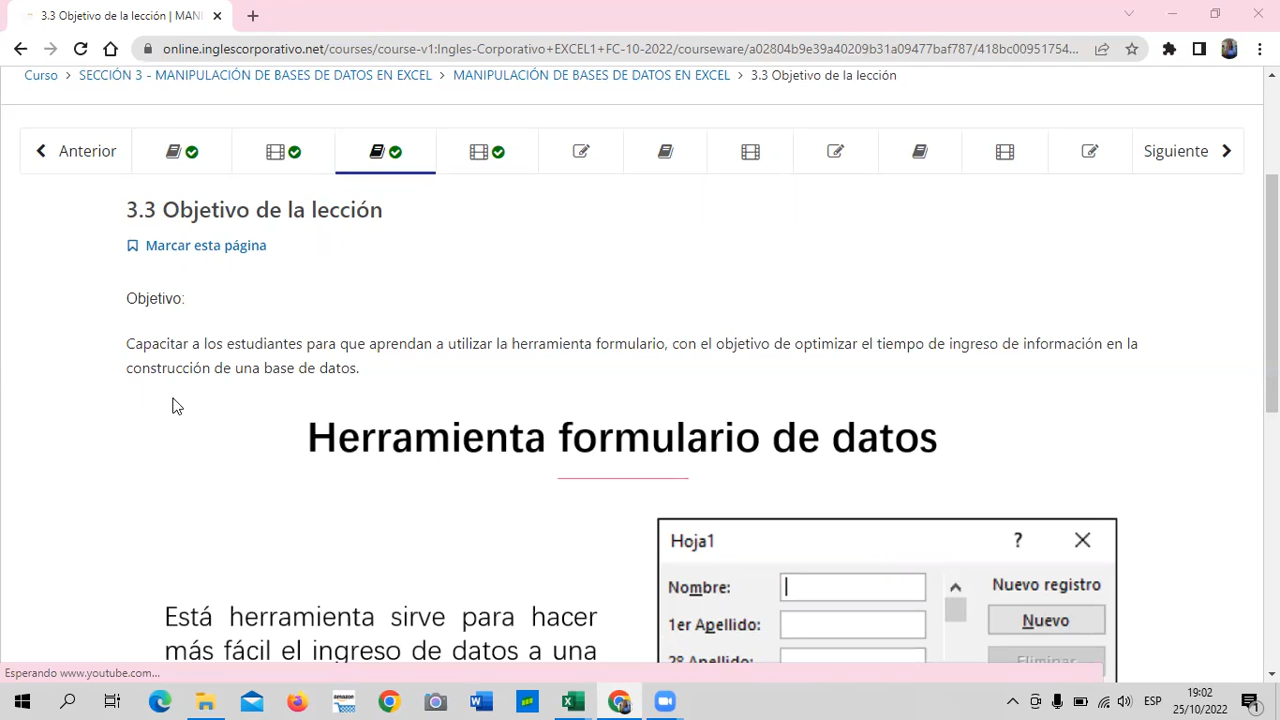 3.3 Objetivo de la lección | MAN
online.inglescorporativo.net/courses/course-v1:Ingles-Corporativo+EXCEL1+FC-10-2022/courseware/a02804b9e39a40209b31a09477baf787/418bc00951754...
Curso > SECCIÓN 3 - MANIPULACIÓN DE BASES DE DATOS EN EXCEL > MANIPULACIÓN DE BASES DE DATOS EN EXCEL > 3.3 Objetivo de la lección
Anterior
Siguiente
3.3 Objetivo de la lección
Marcar esta página
Objetivo:
Capacitar a los estudiantes para que aprendan a utilizar la herramienta formulario, con el objetivo de optimizar el tiempo de ingreso de información en la
construcción de una base de datos.
Herramienta formulario de datos
Está herramienta sirve para hacer
más fácil el ingreso de datos a una
Hoja1 ?
Nombre:
Nuevo registro
1er Apellido:
Nuevo
2º Apellido:
Eliminar
Esperando www.youtube.com...
ESP
19:02
25/10/2022